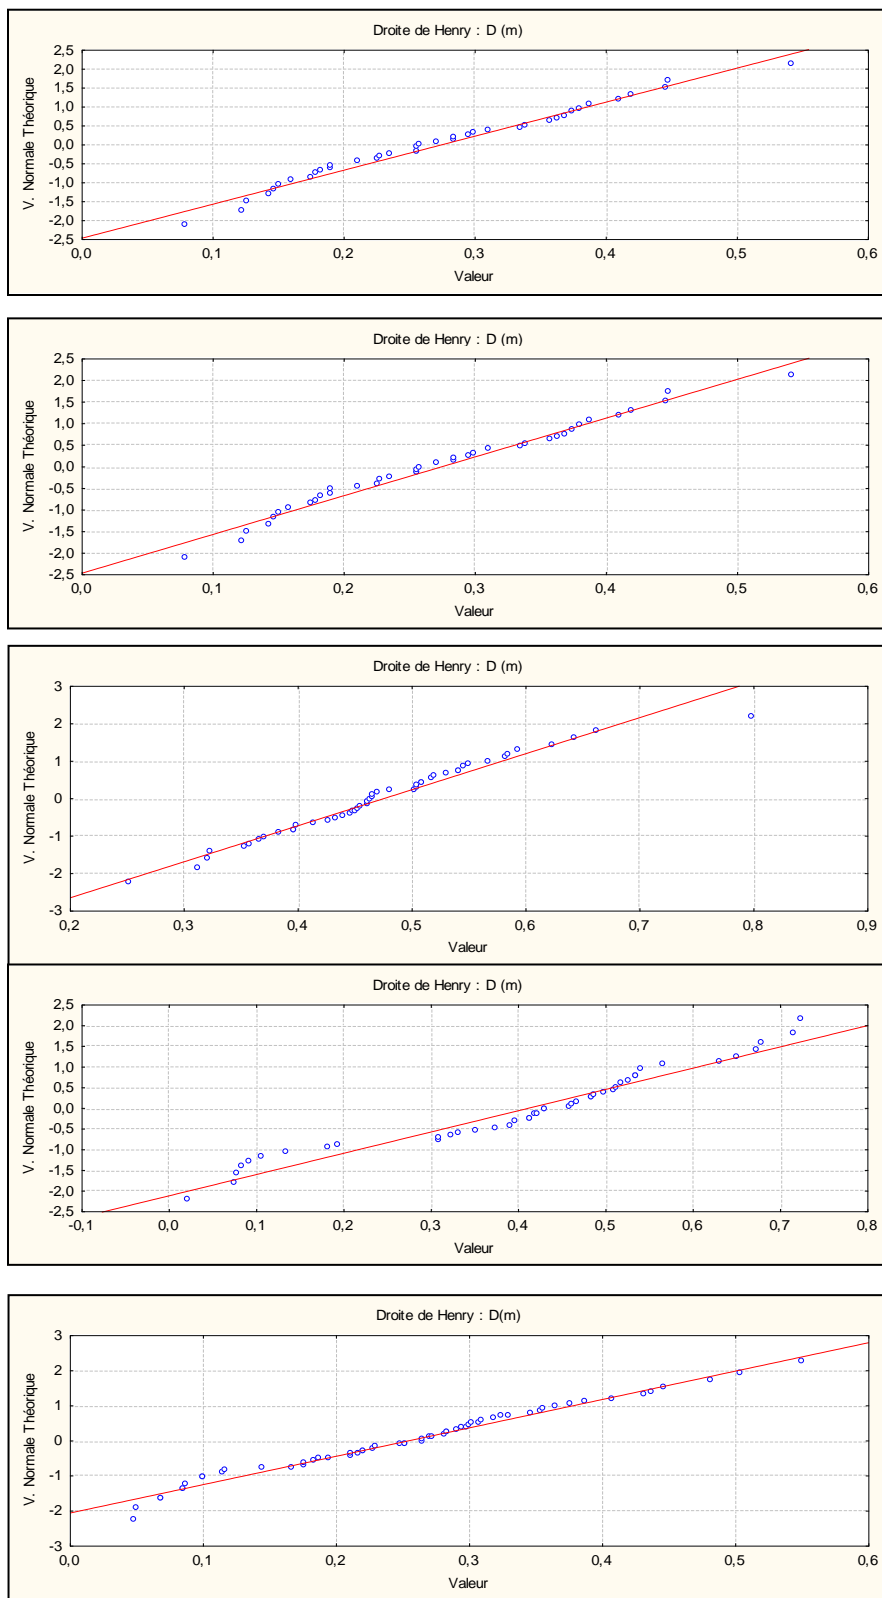 Droite de Henry : D (m)
V. Normale Théorique
2,5
2,0
1,5
1,0
0,5
0,0
-0,5
-1,0
-1,5
-2,0
-2,5
0,0 0,1 0,2 0,3 0,4 0,5 0,6
Valeur
Droite de Henry : D (m)
V. Normale Théorique
2,5
2,0
1,5
1,0
0,5
0,0
-0,5
-1,0
-1,5
-2,0
-2,5
0,0 0,1 0,2 0,3 0,4 0,5 0,6
Valeur
Droite de Henry : D (m)
V. Normale Théorique
3
2
1
0
-1
-2
-3
0,2 0,3 0,4 0,5 0,6 0,7 0,8 0,9
Valeur
Droite de Henry : D (m)
V. Normale Théorique
2,5
2,0
1,5
1,0
0,5
0,0
-0,5
-1,0
-1,5
-2,0
-2,5
-0,1 0,0 0,1 0,2 0,3 0,4 0,5 0,6 0,7 0,8
Valeur
Droite de Henry : D(m)
V. Normale Théorique
3
2
1
0
-1
-2
-3
0,0 0,1 0,2 0,3 0,4 0,5 0,6
Valeur